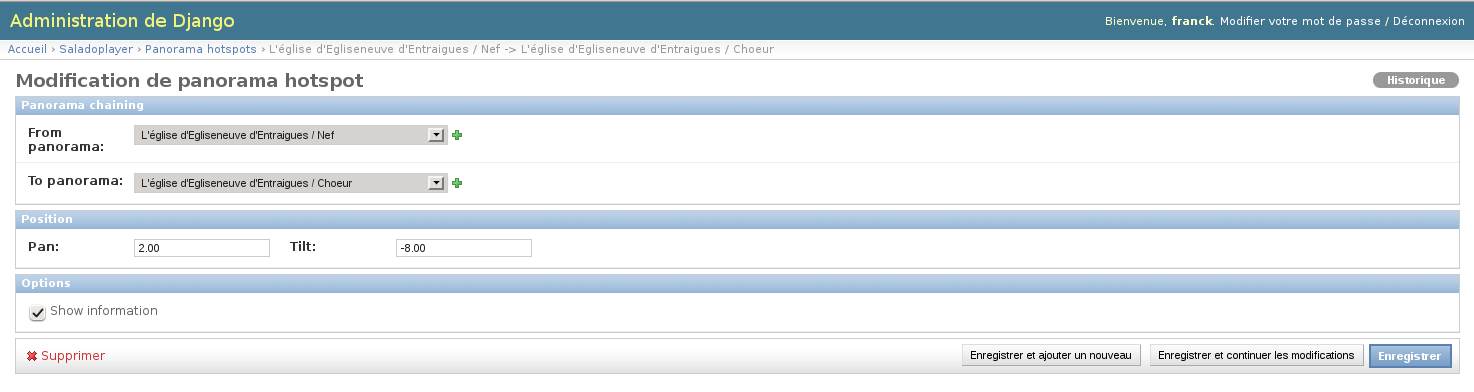 Administration de Django
Bienvenue, franck. Modifier votre mot de passe / Déconnexion
Accueil › Saladoplayer › Panorama hotspots › L'église d'Egliseneuve d'Entraigues / Nef -> L'église d'Egliseneuve d'Entraigues / Choeur
Modification de panorama hotspot
Historique
Panorama chaining
From
panorama:
L'église d'Egliseneuve d'Entraigues / Nef
To panorama:
L'église d'Egliseneuve d'Entraigues / Choeur
Position
Pan:
2.00
Tilt:
-8.00
Options
Show information
Supprimer
Enregistrer et ajouter un nouveau
Enregistrer et continuer les modifications
Enregistrer